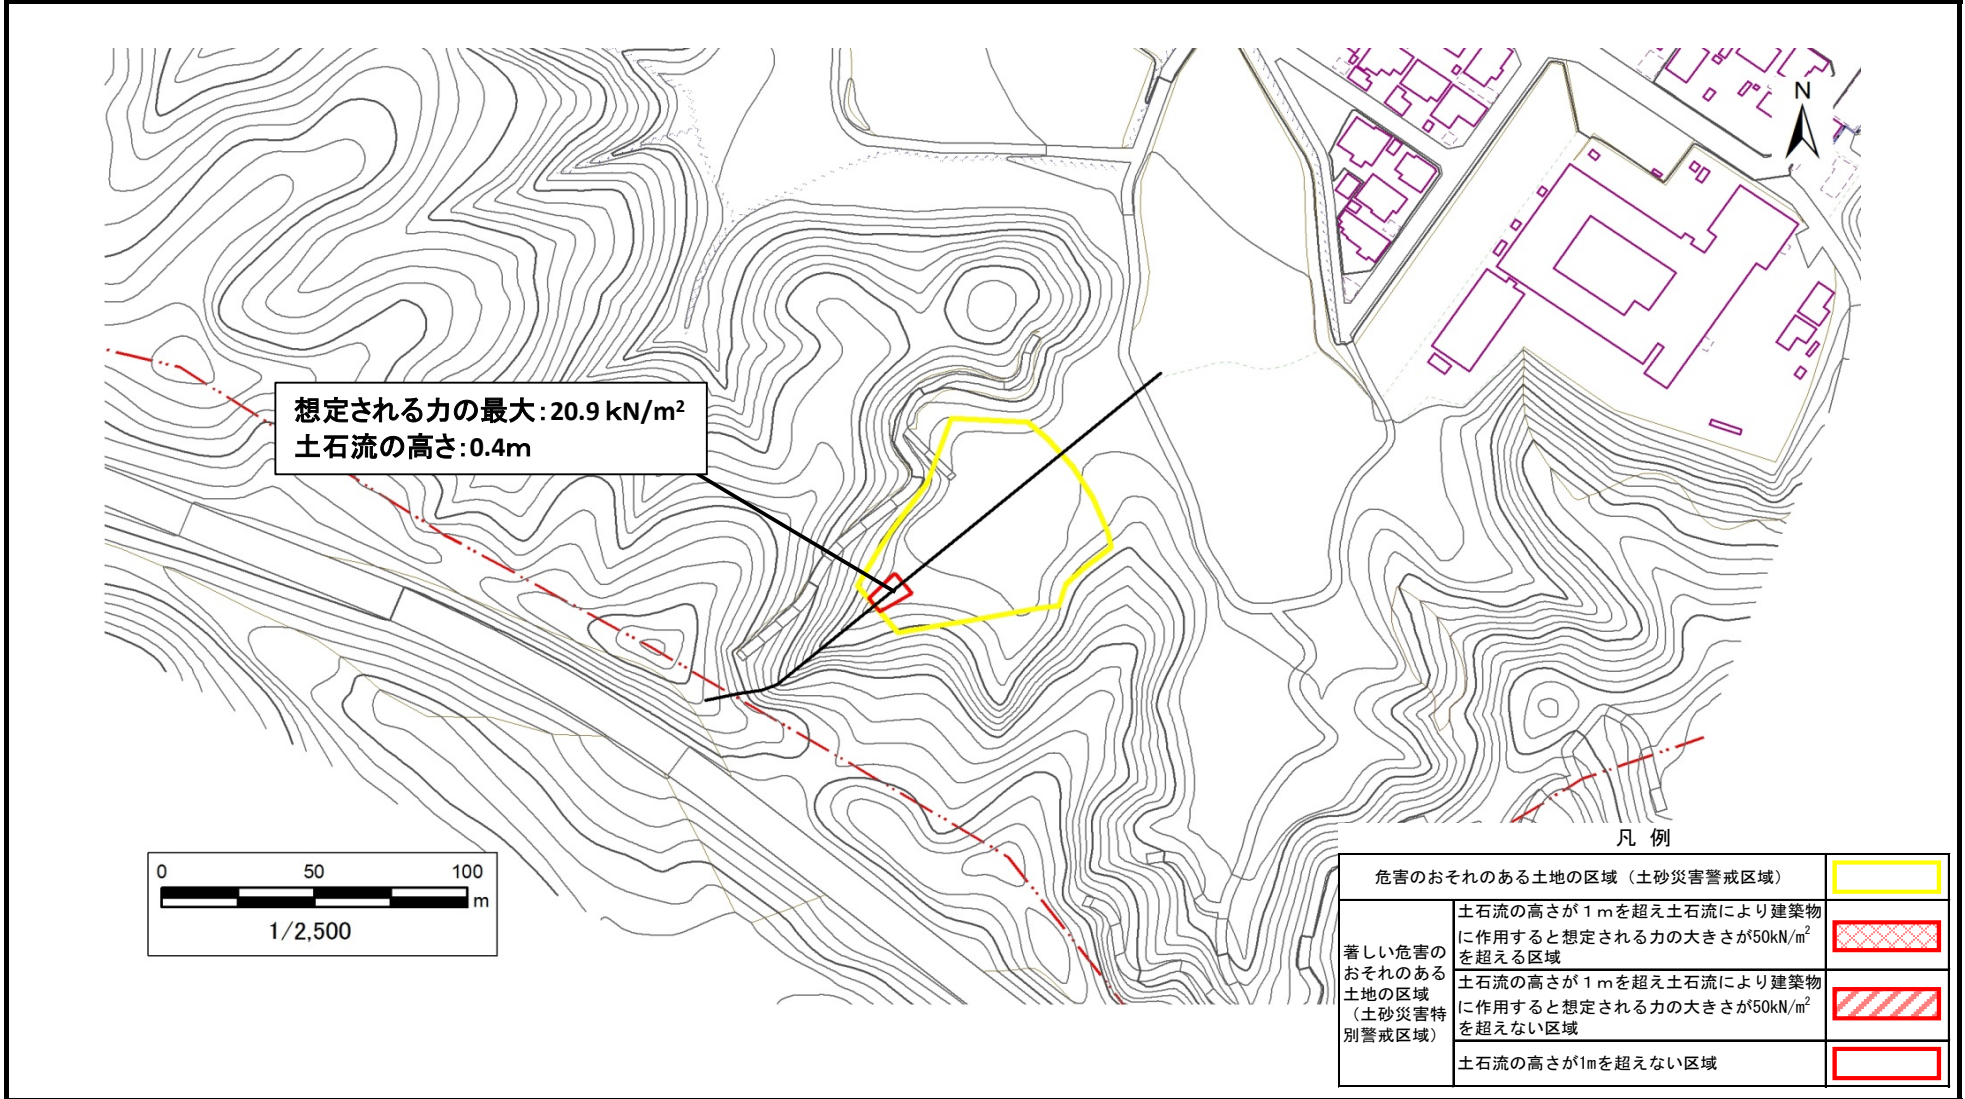 N
想定される力の最大：20.9 kN/m²
土石流の高さ：0.4m
0 50 100
m
1/2,500
凡 例
危害のおそれのある土地の区域（土砂災害警戒区域）
著しい危害の
おそれのある
土地の区域
（土砂災害特
別警戒区域）
土石流の高さが１ｍを超え土石流により建築物
に作用すると想定される力の大きさが50kN/m²
を超える区域
土石流の高さが１ｍを超え土石流により建築物
に作用すると想定される力の大きさが50kN/m²
を超えない区域
土石流の高さが1mを超えない区域